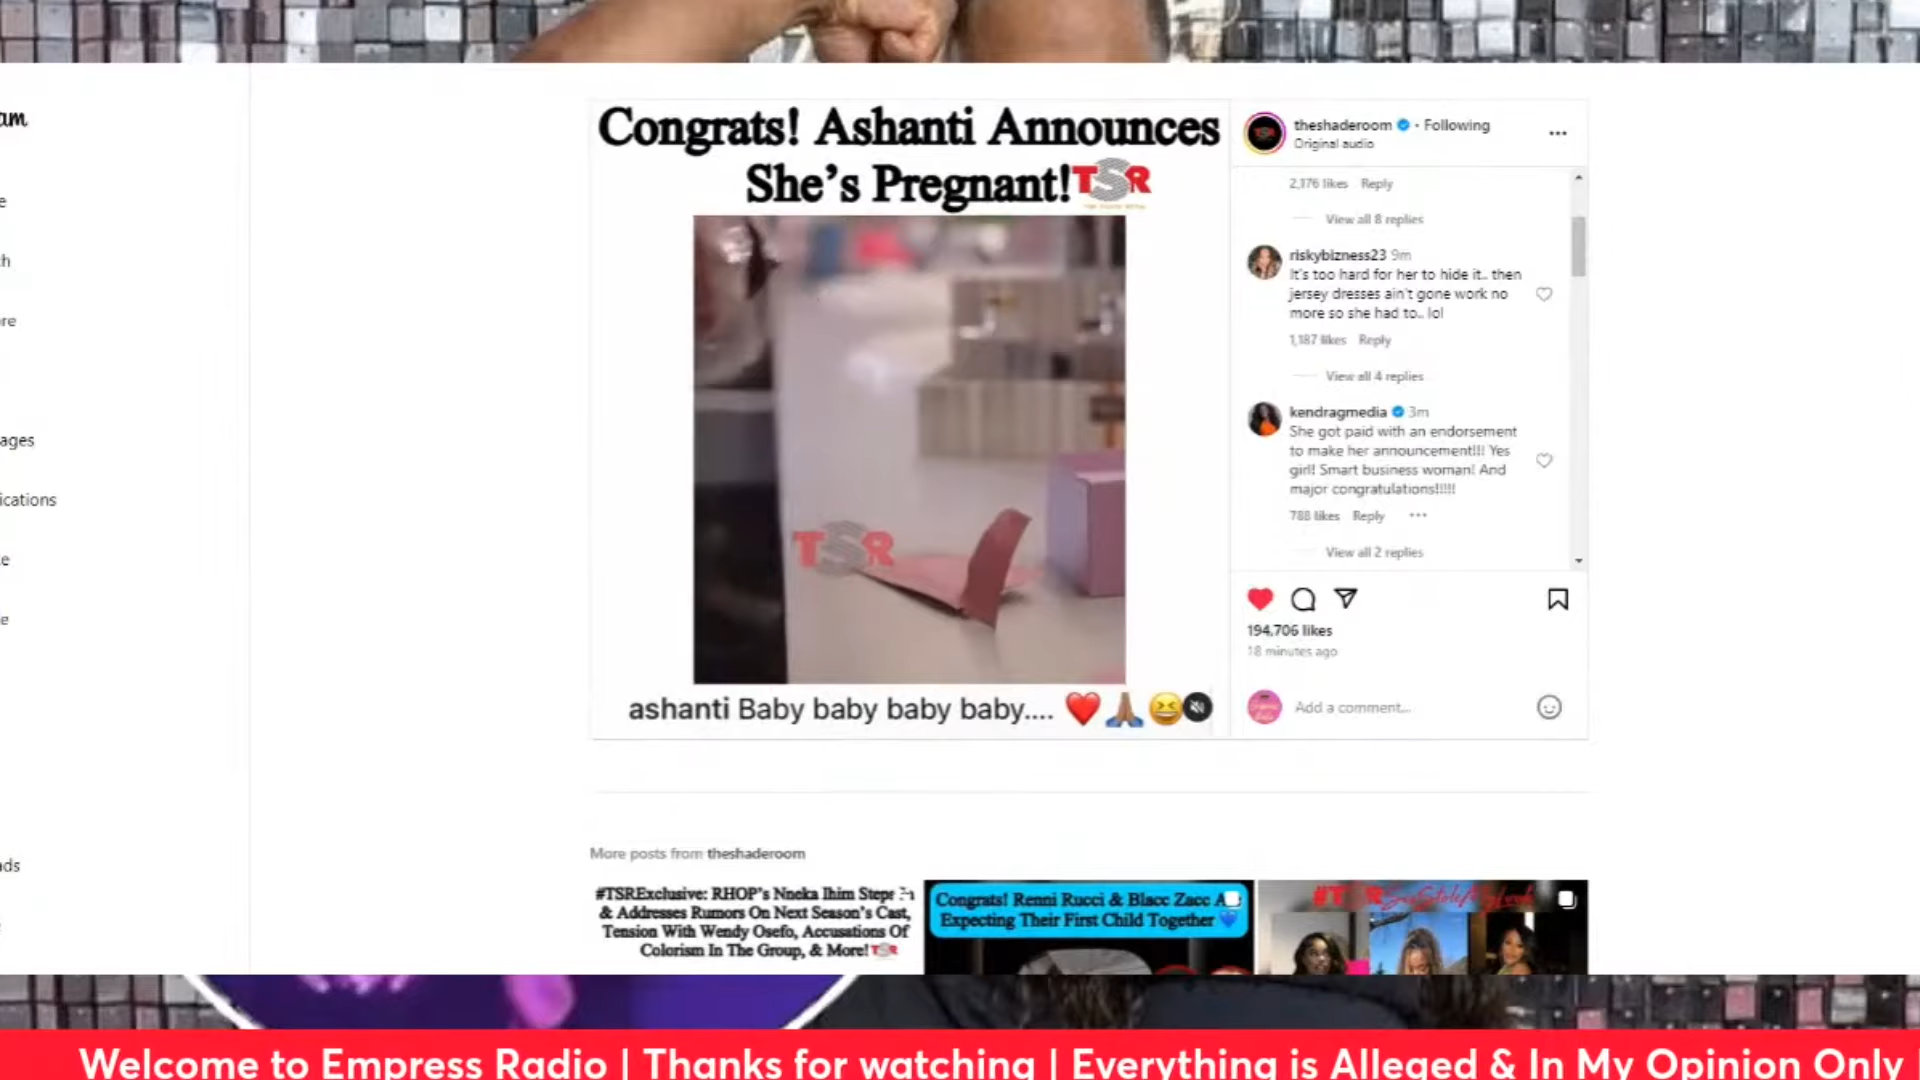 am
e
h
re
ages
ications
e
e
ads
Congrats! Ashanti Announces
She's Pregnant! TSR
TSR
ashanti Baby baby baby baby.... ❤️🙏🏽😆
theshaderoom • Following
Original audio
2,176 likes Reply
View all 8 replies
riskybizness23 9m
It's too hard for her to hide it.. then
jersey dresses ain't gone work no
more so she had to.. lol
1,187 likes Reply
View all 4 replies
kendragmedia 3m
She got paid with an endorsement
to make her announcement!!! Yes
girl! Smart business woman! And
major congratulations!!!!!
788 likes Reply
View all 2 replies
194,706 likes
18 minutes ago
Add a comment...
More posts from theshaderoom
#TSRExclusive: RHOP's Nneka Ihim Steps In
& Addresses Rumors On Next Season's Cast,
Tension With Wendy Osefo, Accusations Of
Colorism In The Group, & More! TSR
Congrats! Renni Rucci & Blacc Zacc A
Expecting Their First Child Together 💙
Welcome to Empress Radio | Thanks for watching | Everything is Alleged & In My Opinion Only